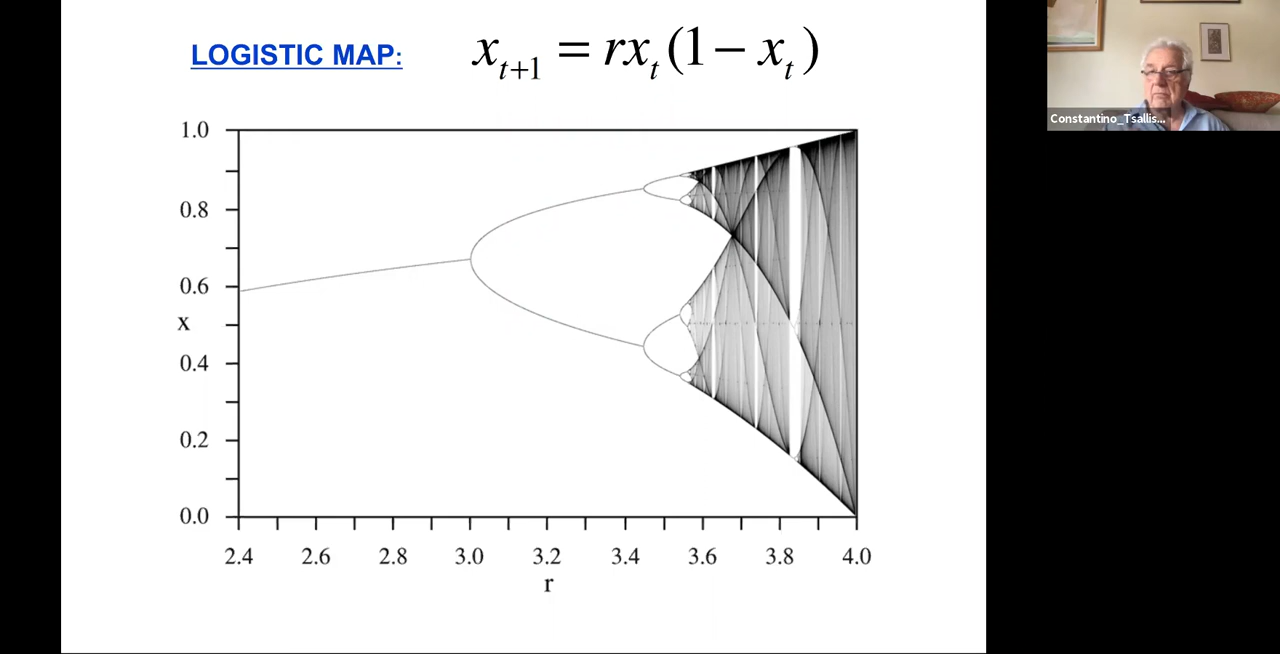 LOGISTIC MAP: x_{t+1} = rx_t(1 − x_t)
Constantino_Tsallis...
1.0
0.8
0.6
x
0.4
0.2
0.0
2.4 2.6 2.8 3.0 3.2 3.4 3.6 3.8 4.0
r